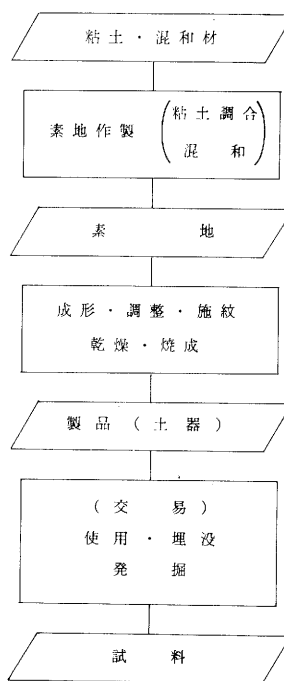 粘土・混和材
素地作製(粘土調合
混和)
素地
成形・調整・施紋
乾燥・焼成
製品(土器)
(交易)
使用・埋没
発掘
試料